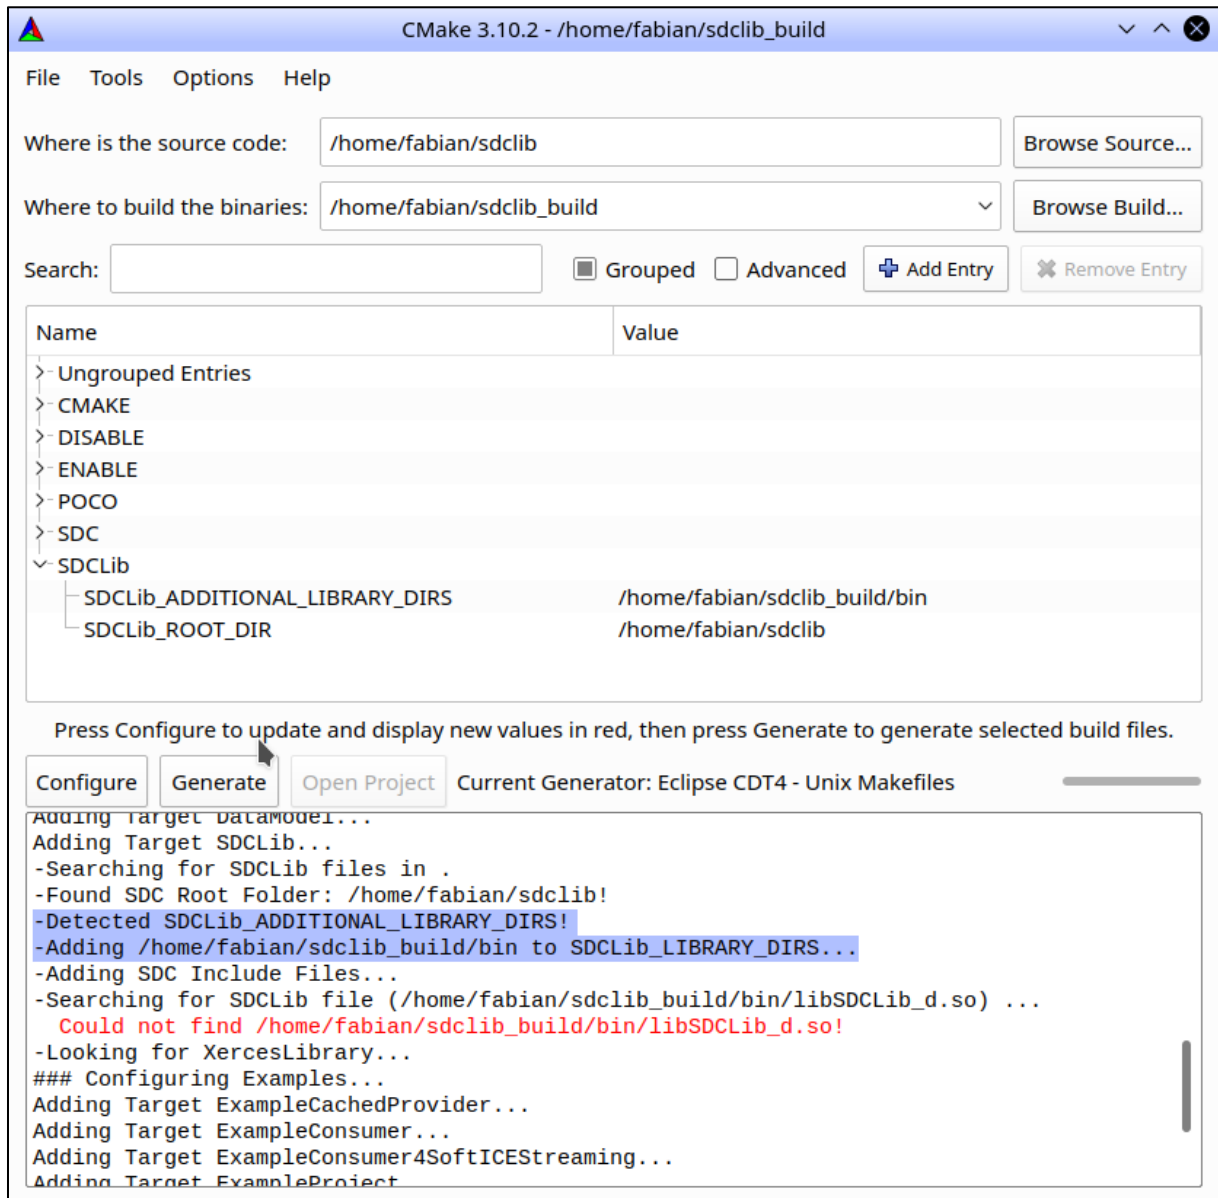 CMake 3.10.2 - /home/fabian/sdclib_build
File Tools Options Help
Where is the source code: /home/fabian/sdclib Browse Source...
Where to build the binaries: /home/fabian/sdclib_build Browse Build...
Search: Grouped Advanced Add Entry Remove Entry
Name Value
Ungrouped Entries
CMAKE
DISABLE
ENABLE
POCO
SDC
SDCLib
SDCLib_ADDITIONAL_LIBRARY_DIRS /home/fabian/sdclib_build/bin
SDCLib_ROOT_DIR /home/fabian/sdclib
Press Configure to update and display new values in red, then press Generate to generate selected build files.
Configure Generate Open Project Current Generator: Eclipse CDT4 - Unix Makefiles
Adding Target DataModel...
Adding Target SDCLib...
-Searching for SDCLib files in .
-Found SDC Root Folder: /home/fabian/sdclib!
-Detected SDCLib_ADDITIONAL_LIBRARY_DIRS!
-Adding /home/fabian/sdclib_build/bin to SDCLib_LIBRARY_DIRS...
-Adding SDC Include Files...
-Searching for SDCLib file (/home/fabian/sdclib_build/bin/libSDCLib_d.so) ...
Could not find /home/fabian/sdclib_build/bin/libSDCLib_d.so!
-Looking for XercesLibrary...
### Configuring Examples...
Adding Target ExampleCachedProvider...
Adding Target ExampleConsumer...
Adding Target ExampleConsumer4SoftICEStreaming...
Adding Target ExampleProject